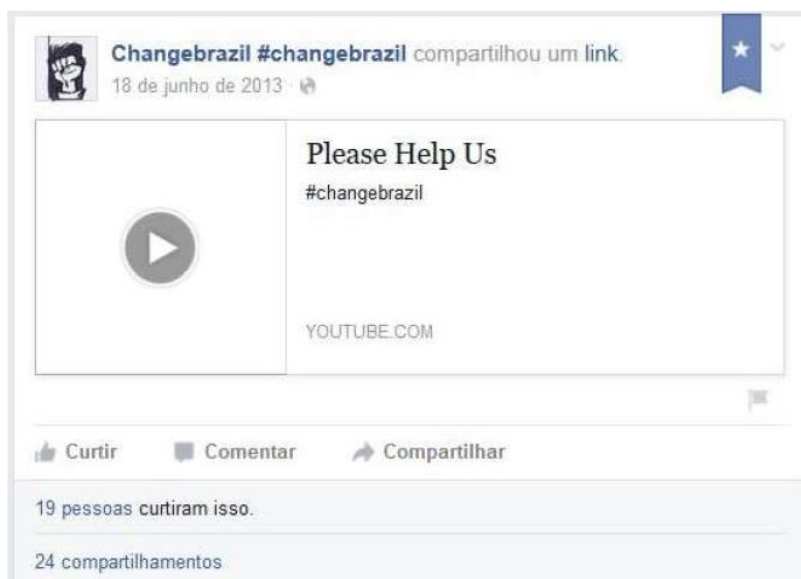 Changebrazil #changebrazil compartilhou um link.
18 de junho de 2013
Please Help Us
#changebrazil
YOUTUBE.COM
Curtir Comentar Compartilhar
19 pessoas curtiram isso.
24 compartilhamentos